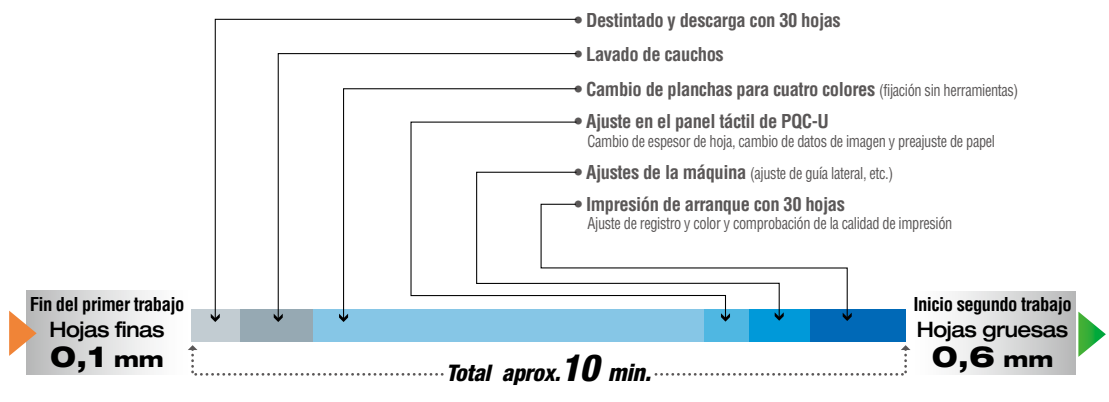 Destintado y descarga con 30 hojas
Lavado de cauchos
Cambio de planchas para cuatro colores (fijación sin herramientas)
Ajuste en el panel táctil de PQC-U
Cambio de espesor de hoja, cambio de datos de imagen y preajuste de papel
Ajustes de la máquina (ajuste de guía lateral, etc.)
Impresión de arranque con 30 hojas
Ajuste de registro y color y comprobación de la calidad de impresión
Fin del primer trabajo
Hojas finas
0,1 mm
Inicio segundo trabajo
Hojas gruesas
0,6 mm
Total aprox. 10 min.